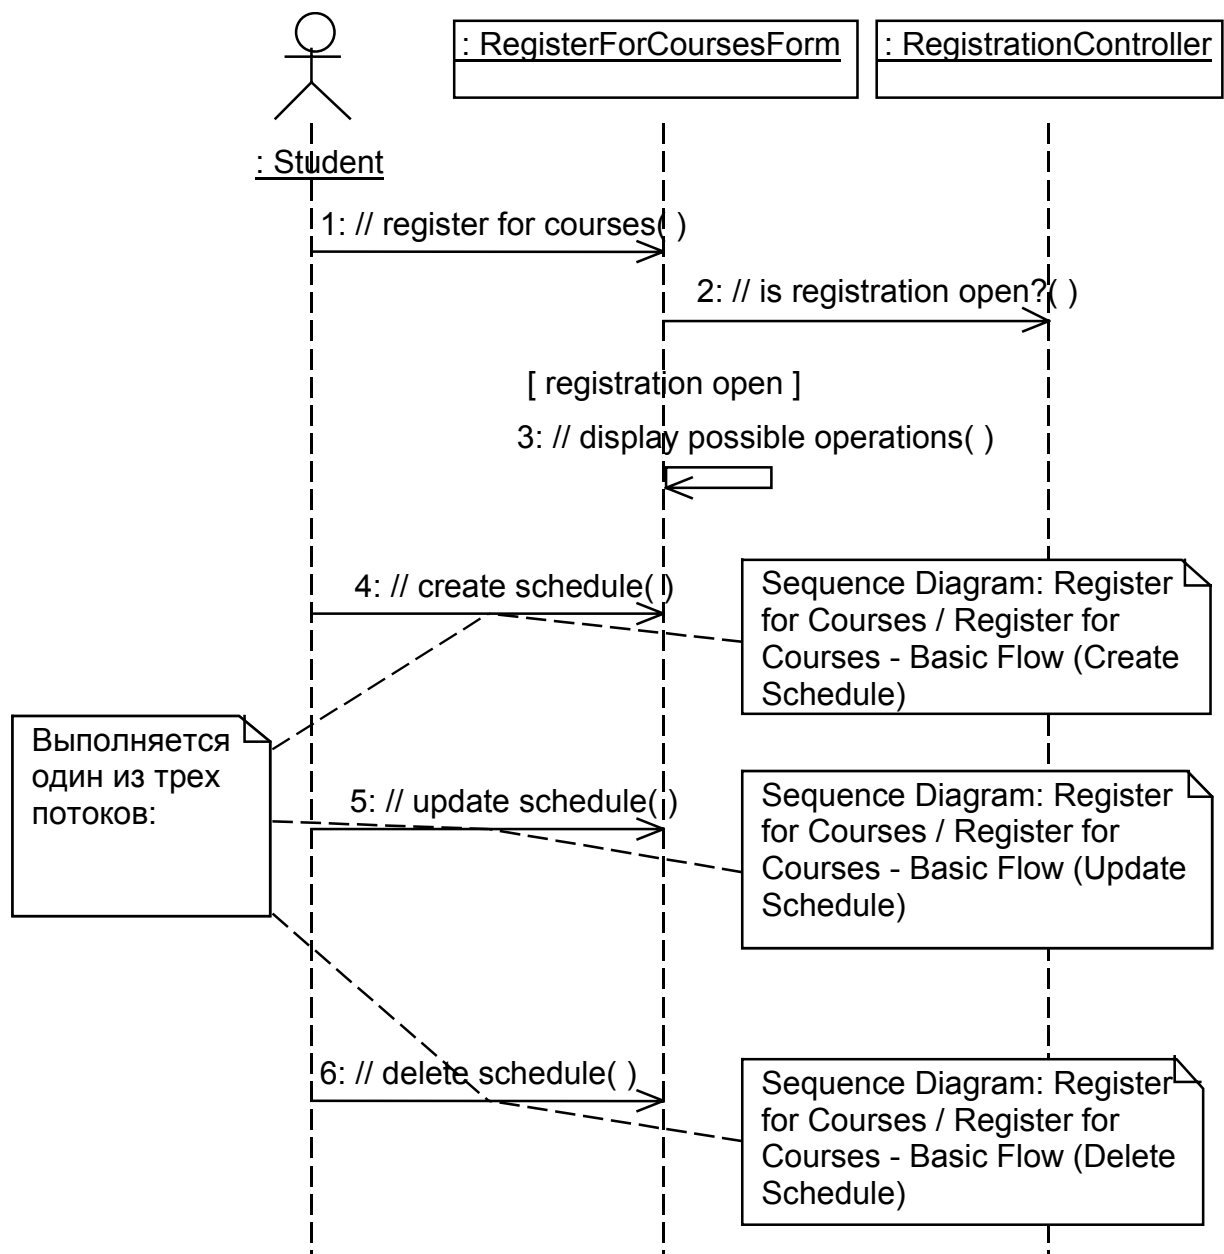 : RegisterForCoursesForm
: RegistrationController
: Student
1: // register for courses( )
2: // is registration open?( )
[ registration open ]
3: // display possible operations( )
4: // create schedule( )
Sequence Diagram: Register
for Courses / Register for
Courses - Basic Flow (Create
Schedule)
Выполняется
один из трех
потоков:
5: // update schedule( )
Sequence Diagram: Register
for Courses / Register for
Courses - Basic Flow (Update
Schedule)
6: // delete schedule( )
Sequence Diagram: Register
for Courses / Register for
Courses - Basic Flow (Delete
Schedule)